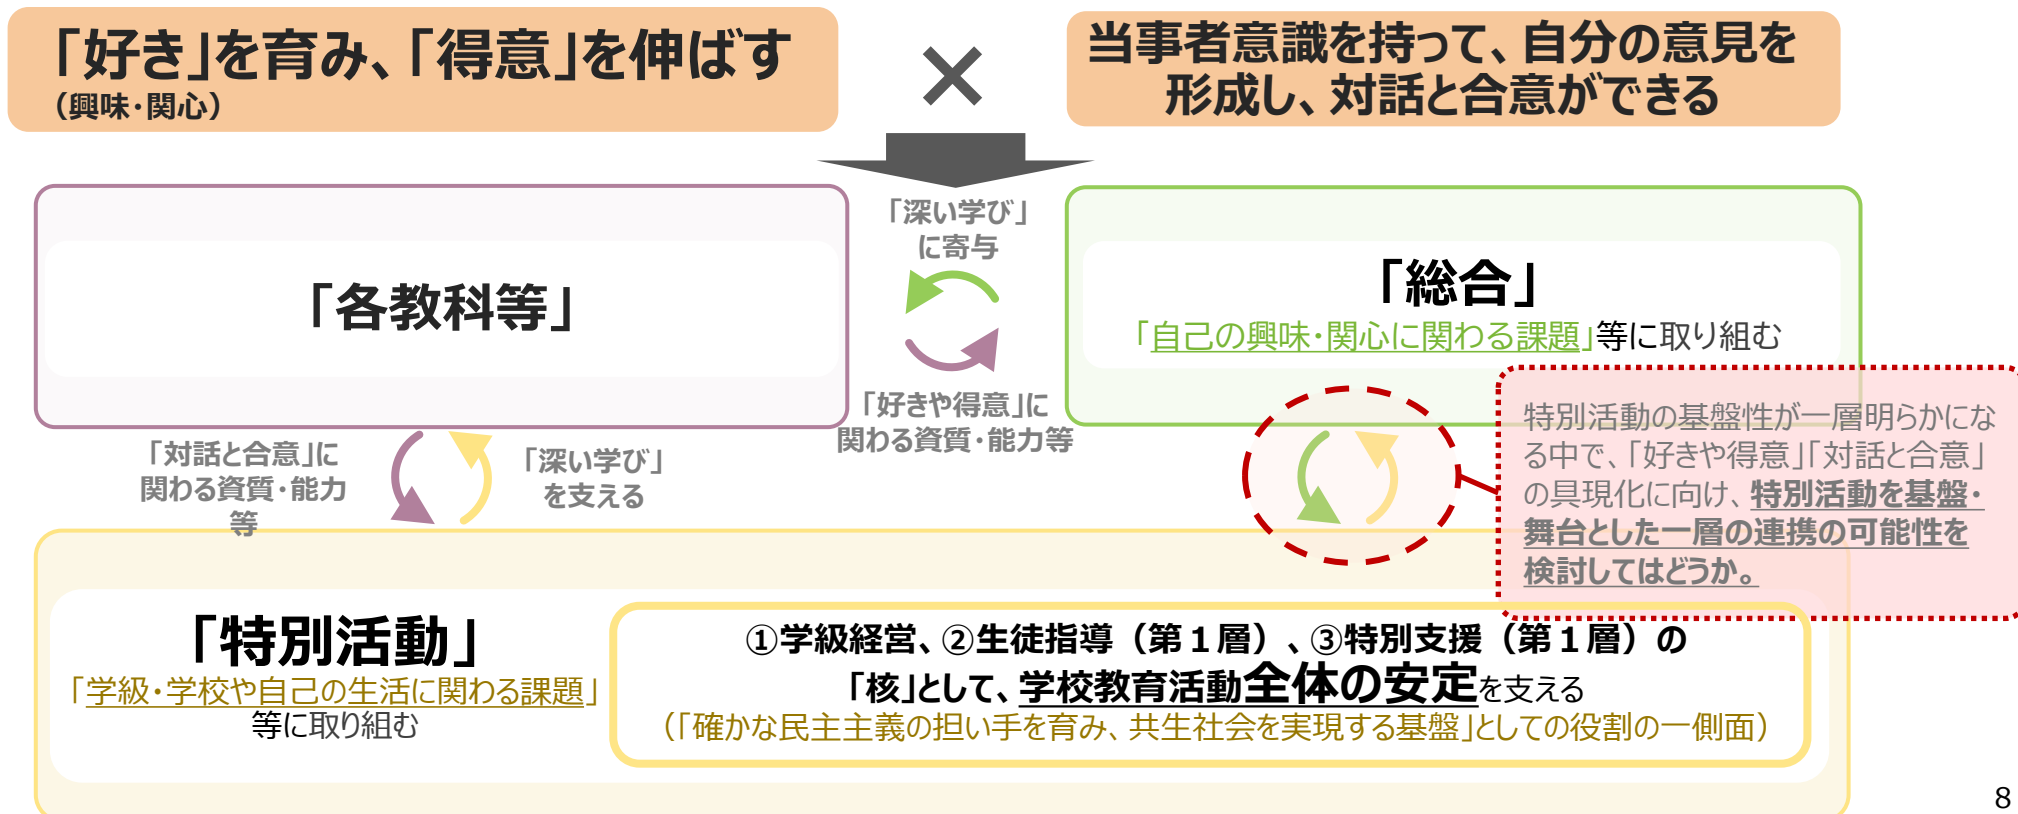 「好き」を育み、「得意」を伸ばす
（興味・関心）
×
当事者意識を持って、自分の意見を
形成し、対話と合意ができる
「各教科等」
「深い学び」
に寄与
「好きや得意」に
関わる資質・能力等
「総合」
「自己の興味・関心に関わる課題」等に取り組む
「対話と合意」に
関わる資質・能力
等
「深い学び」
を支える
特別活動の基盤性が一層明らかにな
る中で、「好きや得意」「対話と合意」
の具現化に向け、特別活動を基盤・
舞台とした一層の連携の可能性を
検討してはどうか。
「特別活動」
「学級・学校や自己の生活に関わる課題」
等に取り組む
①学級経営、②生徒指導（第１層）、③特別支援（第１層）の
「核」として、学校教育活動全体の安定を支える
（「確かな民主主義の担い手を育み、共生社会を実現する基盤」としての役割の一側面）
8